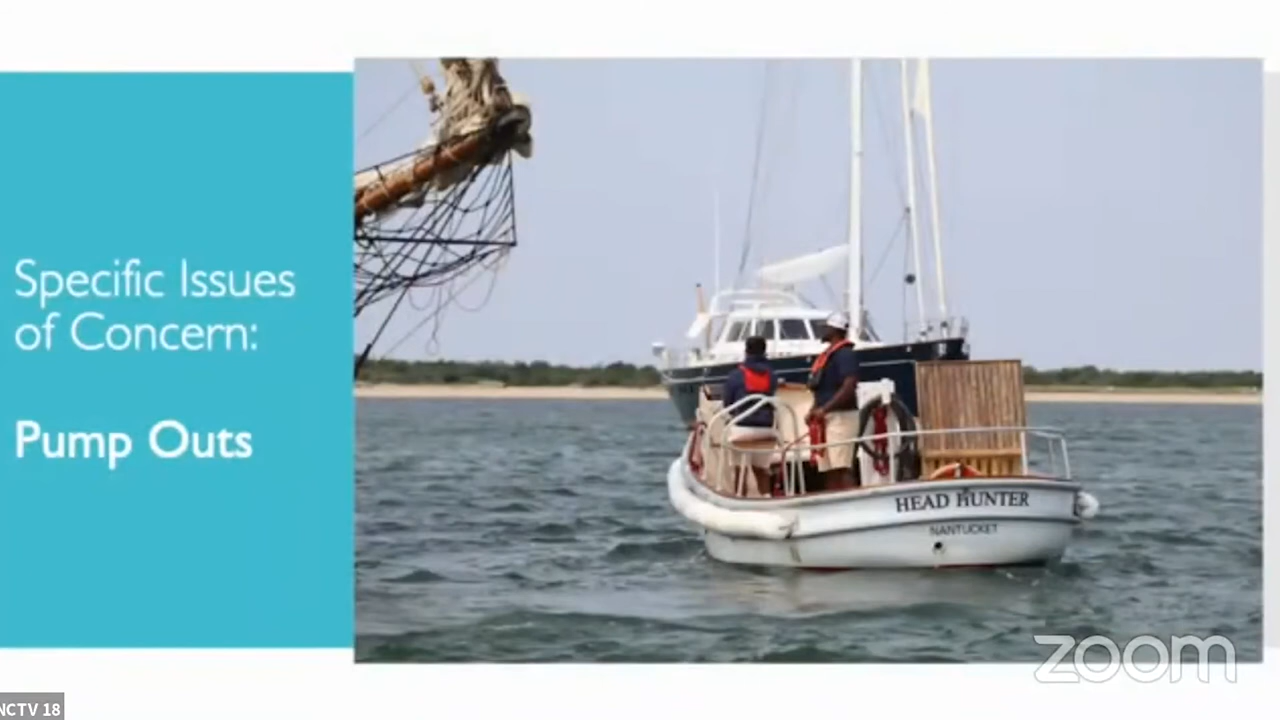 Specific Issues
of Concern:
Pump Outs
HEAD HUNTER
NANTUCKET
zoom
NCTV 18